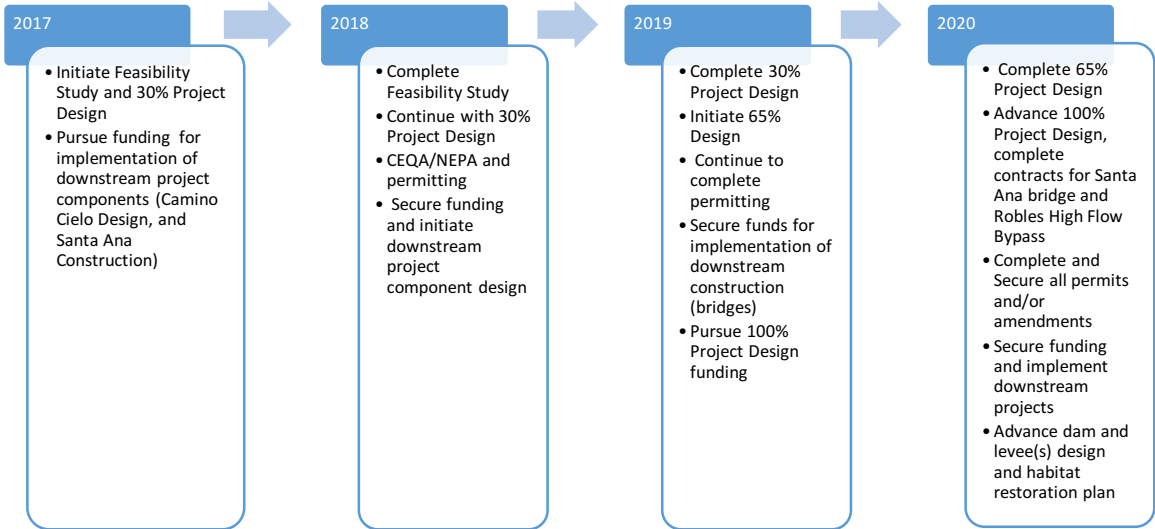 2017
• Initiate Feasibility
Study and 30% Project
Design
• Pursue funding for
implementation of
downstream project
components (Camino
Cielo Design, and
Santa Ana
Construction)
2018
• Complete
Feasibility Study
• Continue with 30%
Project Design
• CEQA/NEPA and
permitting
• Secure funding
and initiate
downstream
project
component design
2019
• Complete 30%
Project Design
• Initiate 65%
Design
• Continue to
complete
permitting
• Secure funds for
implementation of
downstream
construction
(bridges)
• Pursue 100%
Project Design
funding
2020
• Complete 65%
Project Design
• Advance 100%
Project Design,
complete
contracts for Santa
Ana bridge and
Robles High Flow
Bypass
• Complete and
Secure all permits
and/or
amendments
• Secure funding
and implement
downstream
projects
• Advance dam and
levee(s) design
and habitat
restoration plan